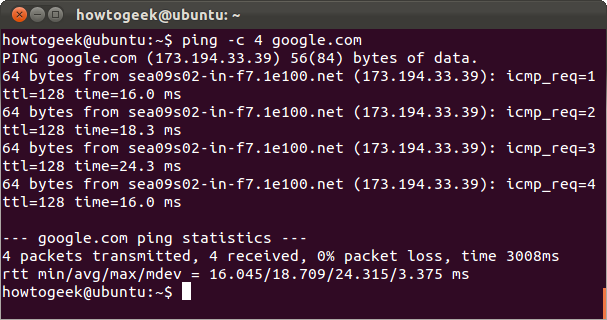 howtogeek@ubuntu: ~
howtogeek@ubuntu:~$ ping -c 4 google.com
PING google.com (173.194.33.39) 56(84) bytes of data.
64 bytes from sea09s02-in-f7.1e100.net (173.194.33.39): icmp_req=1
ttl=128 time=16.0 ms
64 bytes from sea09s02-in-f7.1e100.net (173.194.33.39): icmp_req=2
ttl=128 time=18.3 ms
64 bytes from sea09s02-in-f7.1e100.net (173.194.33.39): icmp_req=3
ttl=128 time=24.3 ms
64 bytes from sea09s02-in-f7.1e100.net (173.194.33.39): icmp_req=4
ttl=128 time=16.0 ms
--- google.com ping statistics ---
4 packets transmitted, 4 received, 0% packet loss, time 3008ms
rtt min/avg/max/mdev = 16.045/18.709/24.315/3.375 ms
howtogeek@ubuntu:~$